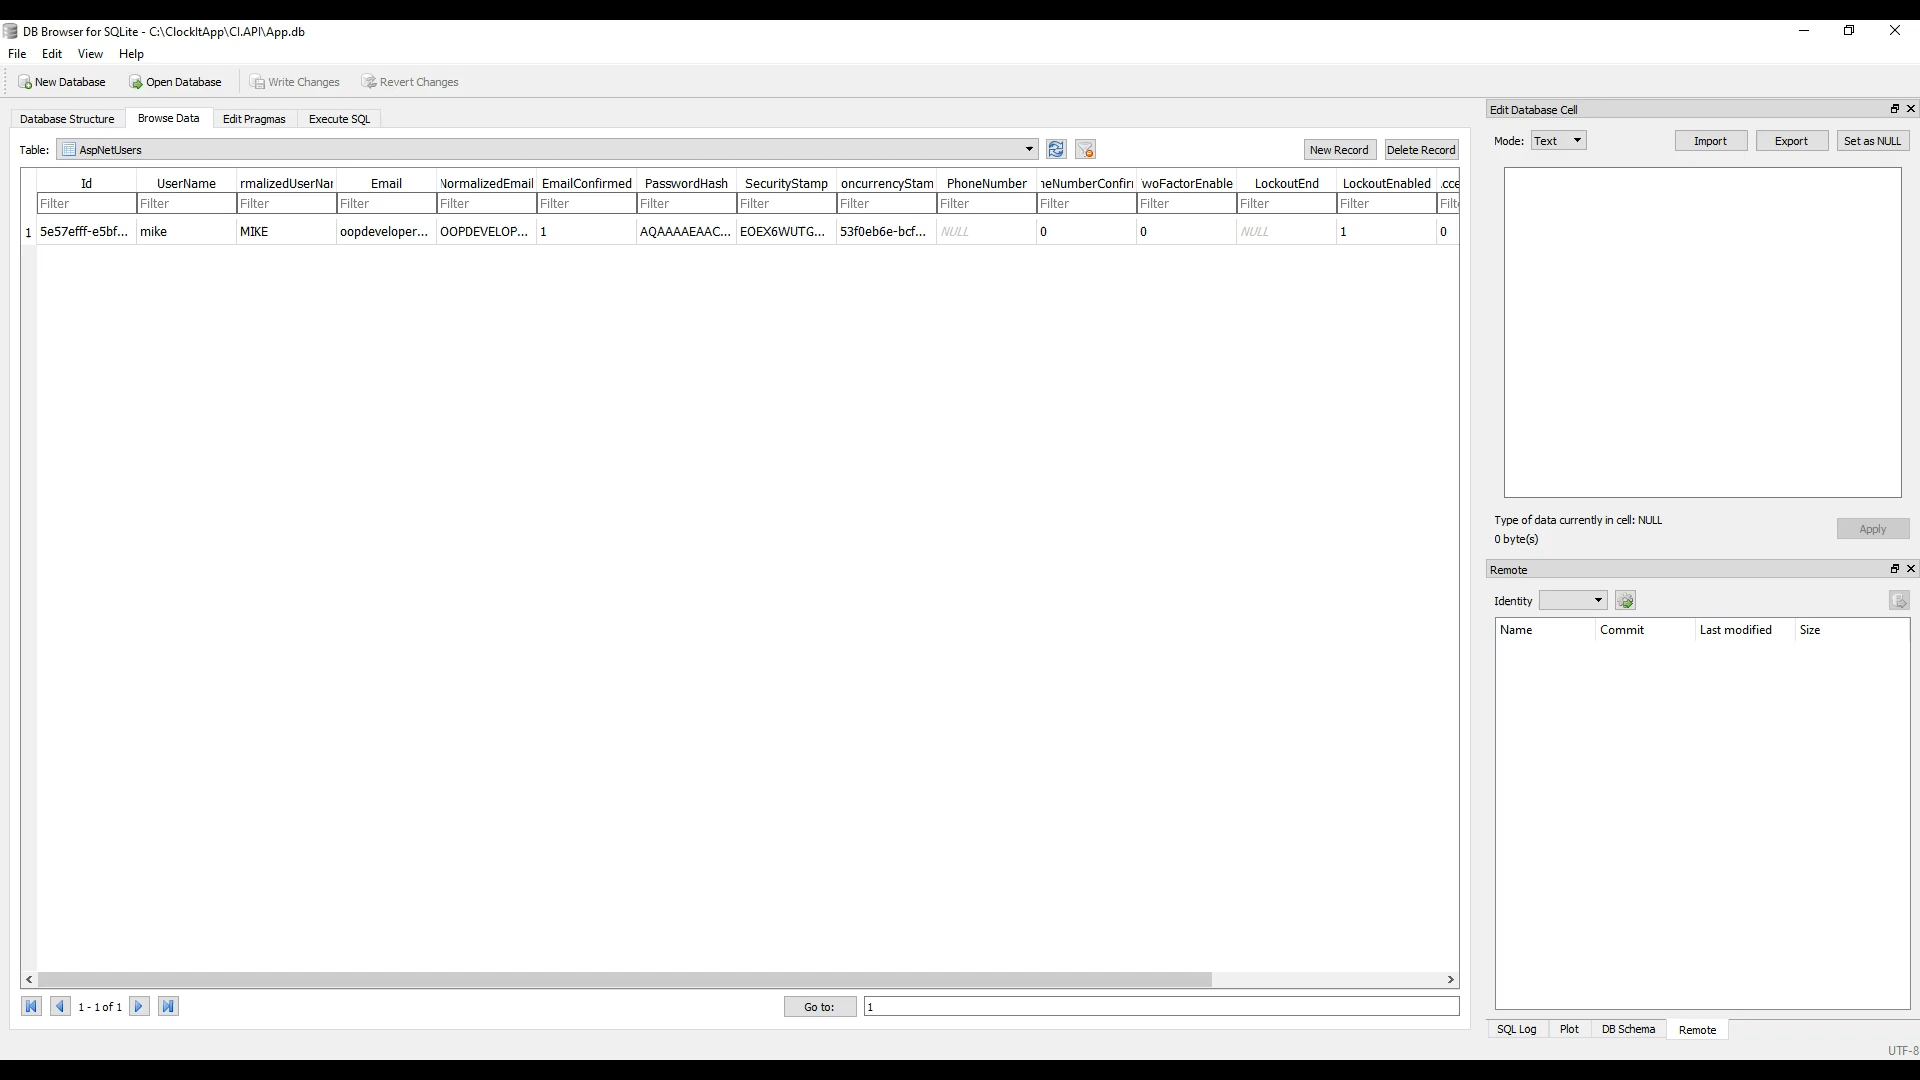 DB Browser for SQLite - C:\ClockItApp\CI.API\App.db
File Edit View Help
New Database Open Database Write Changes Revert Changes
Database Structure Browse Data Edit Pragmas Execute SQL
Table: AspNetUsers New Record Delete Record
Id UserName rmalizedUserNar Email NormalizedEmail EmailConfirmed PasswordHash SecurityStamp oncurrencyStam PhoneNumber neNumberConfiri woFactorEnable LockoutEnd LockoutEnabled .cce
Filter Filter Filter Filter Filter Filter Filter Filter Filter Filter Filter Filter Filter Filter Filt
1 5e57efff-e5bf... mike MIKE oopdeveloper... OOPDEVELOP... 1 AQAAAAEAAC... EOEX6WUTG... 53f0eb6e-bcf... NULL 0 0 NULL 1 0
1 - 1 of 1 Go to: 1
Edit Database Cell
Mode: Text Import Export Set as NULL
Type of data currently in cell: NULL
0 byte(s)
Apply
Remote
Identity
Name Commit Last modified Size
SQL Log Plot DB Schema Remote
UTF-8